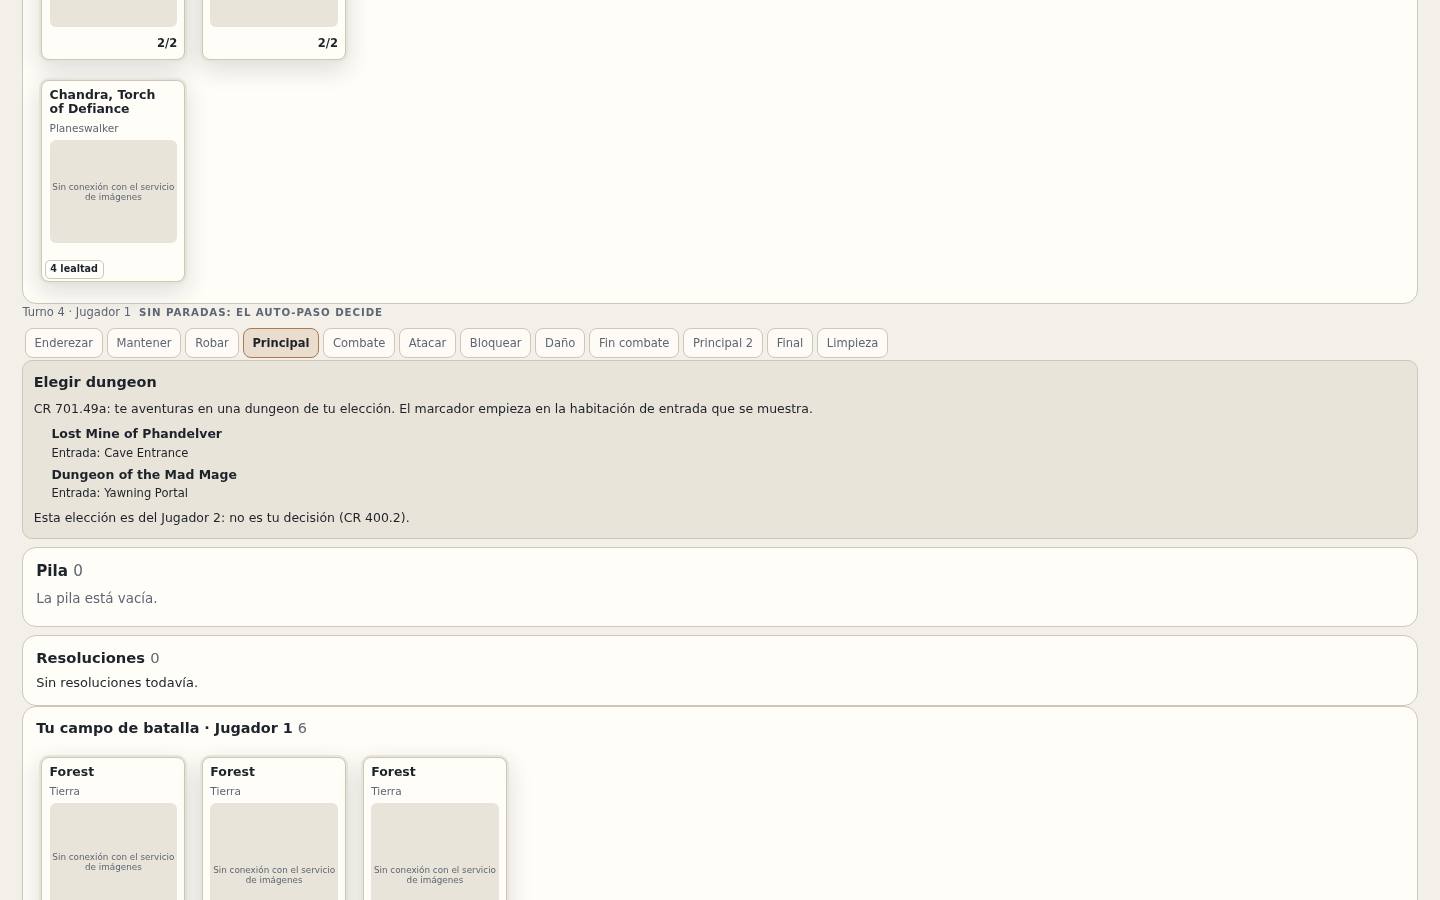 2/2
2/2
Chandra, Torch
of Defiance
Planeswalker
Sin conexión con el servicio
de imágenes
4 lealtad
Turno 4 · Jugador 1 SIN PARADAS: EL AUTO-PASO DECIDE
Enderezar Mantener Robar Principal Combate Atacar Bloquear Daño Fin combate Principal 2 Final Limpieza
Elegir dungeon
CR 701.49a: te aventuras en una dungeon de tu elección. El marcador empieza en la habitación de entrada que se muestra.
Lost Mine of Phandelver
Entrada: Cave Entrance
Dungeon of the Mad Mage
Entrada: Yawning Portal
Esta elección es del Jugador 2: no es tu decisión (CR 400.2).
Pila 0
La pila está vacía.
Resoluciones 0
Sin resoluciones todavía.
Tu campo de batalla · Jugador 1 6
Forest
Tierra
Sin conexión con el servicio
de imágenes
Forest
Tierra
Sin conexión con el servicio
de imágenes
Forest
Tierra
Sin conexión con el servicio
de imágenes